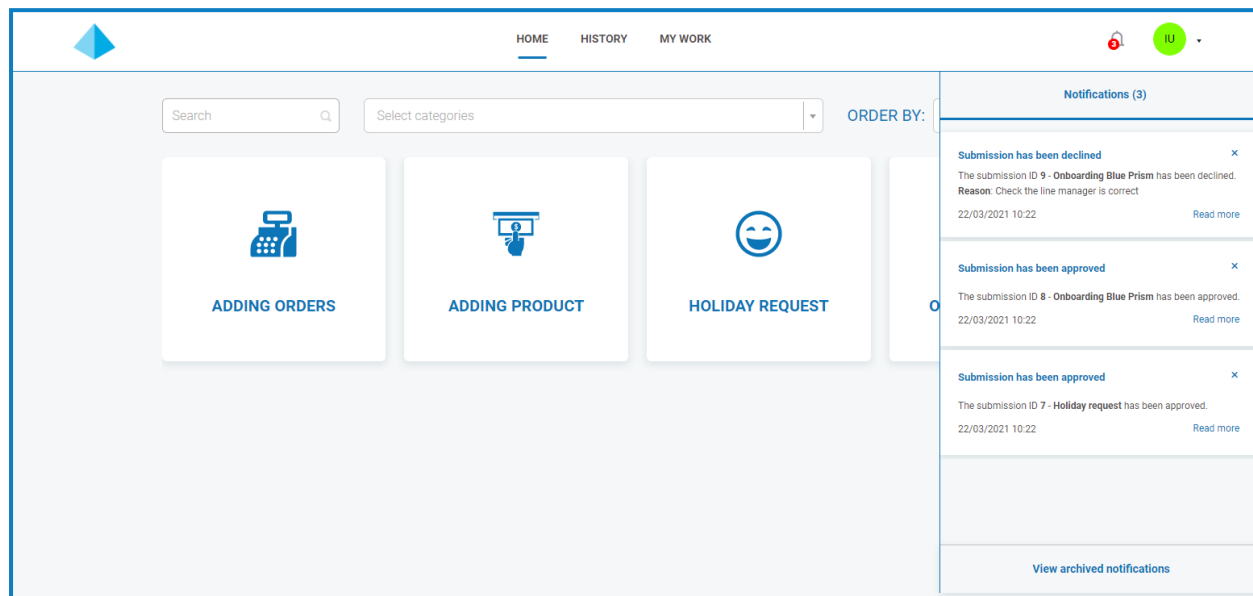 HOME HISTORY MY WORK
3
IU
Search
Select categories
ORDER BY:
ADDING ORDERS
ADDING PRODUCT
HOLIDAY REQUEST
O
Notifications (3)
Submission has been declined
The submission ID 9 - Onboarding Blue Prism has been declined.
Reason: Check the line manager is correct
22/03/2021 10:22 Read more
Submission has been approved
The submission ID 8 - Onboarding Blue Prism has been approved.
22/03/2021 10:22 Read more
Submission has been approved
The submission ID 7 - Holiday request has been approved.
22/03/2021 10:22 Read more
View archived notifications